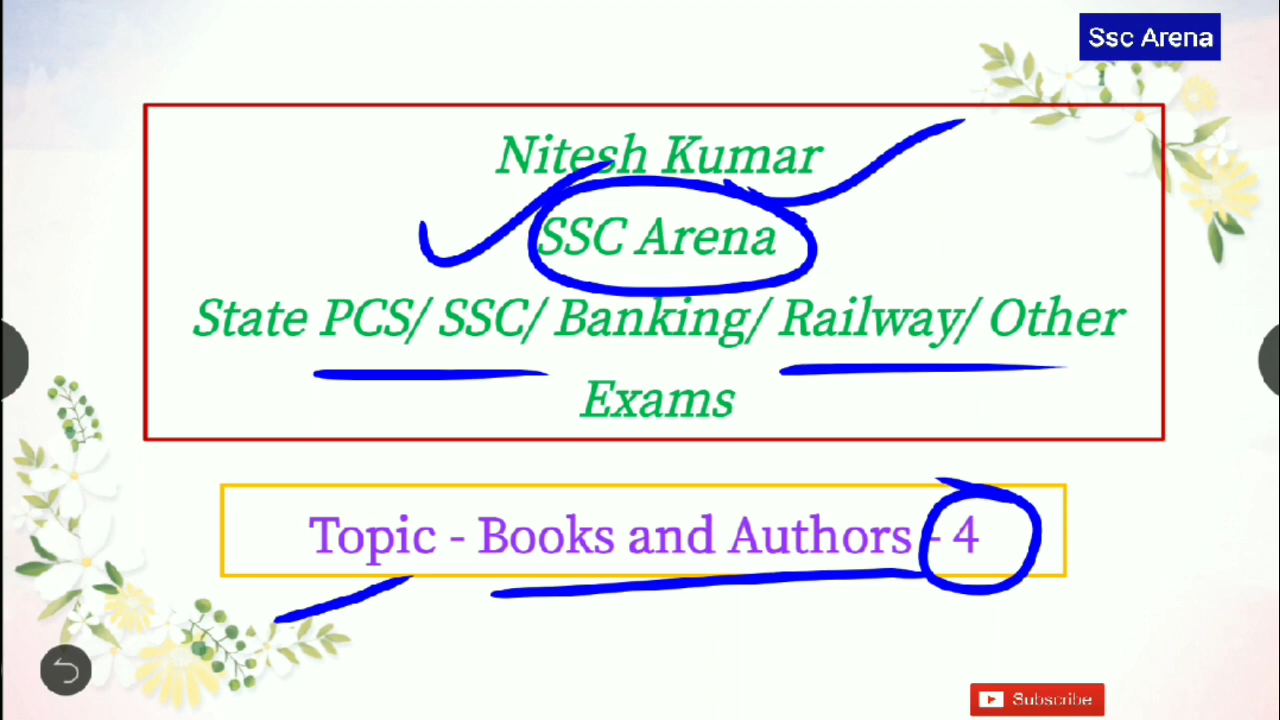 Ssc Arena
Nitesh Kumar
SSC Arena
State PCS/ SSC/ Banking/ Railway/ Other
Exams
Topic - Books and Authors - 4
Subscribe